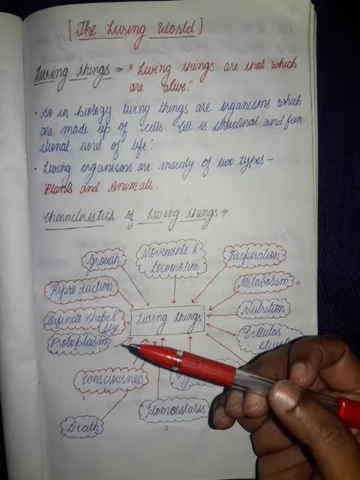 [ The Living World ]
Living things ⇒ "Living things are that which
are alive."
• So in biology living things are organisms which
are made up of cells. Cell is structural and fun-
ctional unit of life.
• Living organisms are mainly of two types –
Plants and Animals.
Characteristics of Living things ⇒
Growth
Movements &
Locomotion
Respiration
Reproduction
Metabolism
Definite shape &
size
Living things
Nutrition
Protoplasm
Cellular
Consciousness
Homeostasis
Death